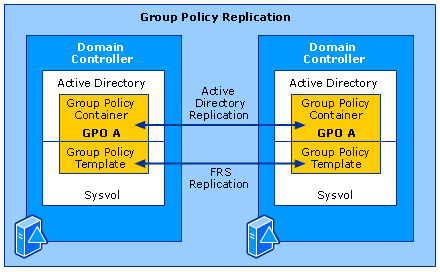 Group Policy Replication
Domain
Controller
Active Directory
Group Policy
Container
GPO A
Group Policy
Template
Sysvol
Active
Directory
Replication
FRS
Replication
Domain
Controller
Active Directory
Group Policy
Container
GPO A
Group Policy
Template
Sysvol